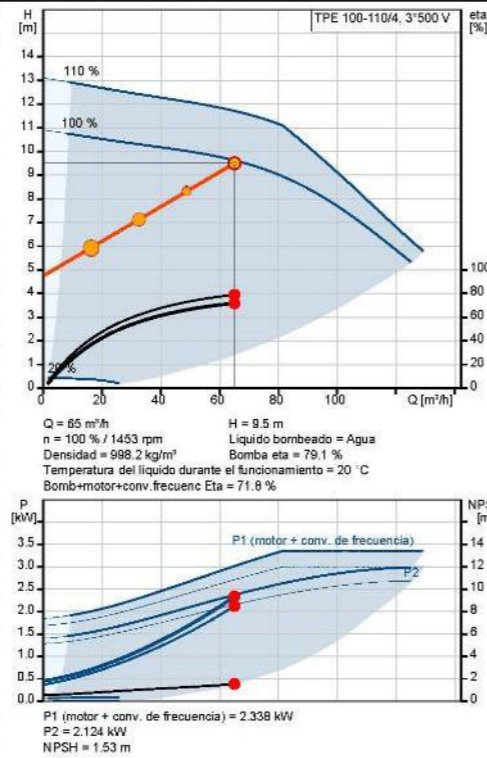 H
[m]
TPE 100-110/4, 3*500 V
eta
[%]
14
13
12
11
10
9
8
7
6
5
4
3
2
1
0
110 %
100 %
20 %
100
80
60
40
20
0
0
20
40
60
80
100
Q [m³/h]
Q = 65 m³/h
H = 9.5 m
n = 100 % / 1453 rpm
Liquido bombeado = Agua
Densidad = 998.2 kg/m³
Bomba eta = 79.1 %
Temperatura del liquido durante el funcionamiento = 20 °C
Bomb+motor+conv.frecuenc Eta = 71.8 %
P
[kW]
NPS
[m
3.5
3.0
2.5
2.0
1.5
1.0
0.5
0.0
P1 (motor + conv. de frecuencia)
P2
14
12
10
8
6
4
2
0
P1 (motor + conv. de frecuencia) = 2.338 kW
P2 = 2.124 kW
NPSH = 1.53 m